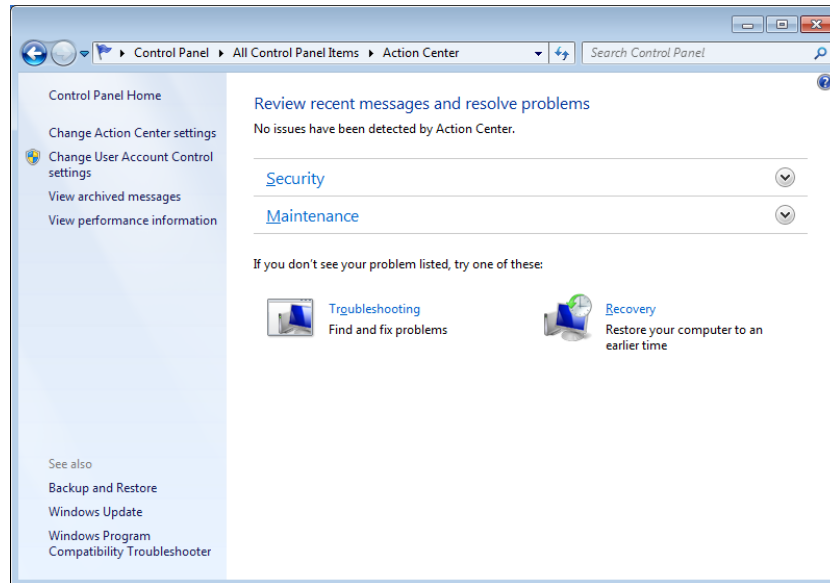 Control Panel All Control Panel Items Action Center Search Control Panel
Control Panel Home
Change Action Center settings
Change User Account Control
settings
View archived messages
View performance information
Review recent messages and resolve problems
No issues have been detected by Action Center.
Security
Maintenance
If you don't see your problem listed, try one of these:
Troubleshooting
Find and fix problems
Recovery
Restore your computer to an
earlier time
See also
Backup and Restore
Windows Update
Windows Program
Compatibility Troubleshooter